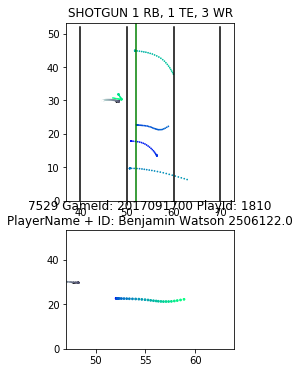 SHOTGUN 1 RB, 1 TE, 3 WR
50
40
30
20
10
0
40 50 60 70
7529 GameId: 2017091700 PlayId: 1810
PlayerName + ID: Benjamin Watson 2506122.0
40
20
0
50 55 60